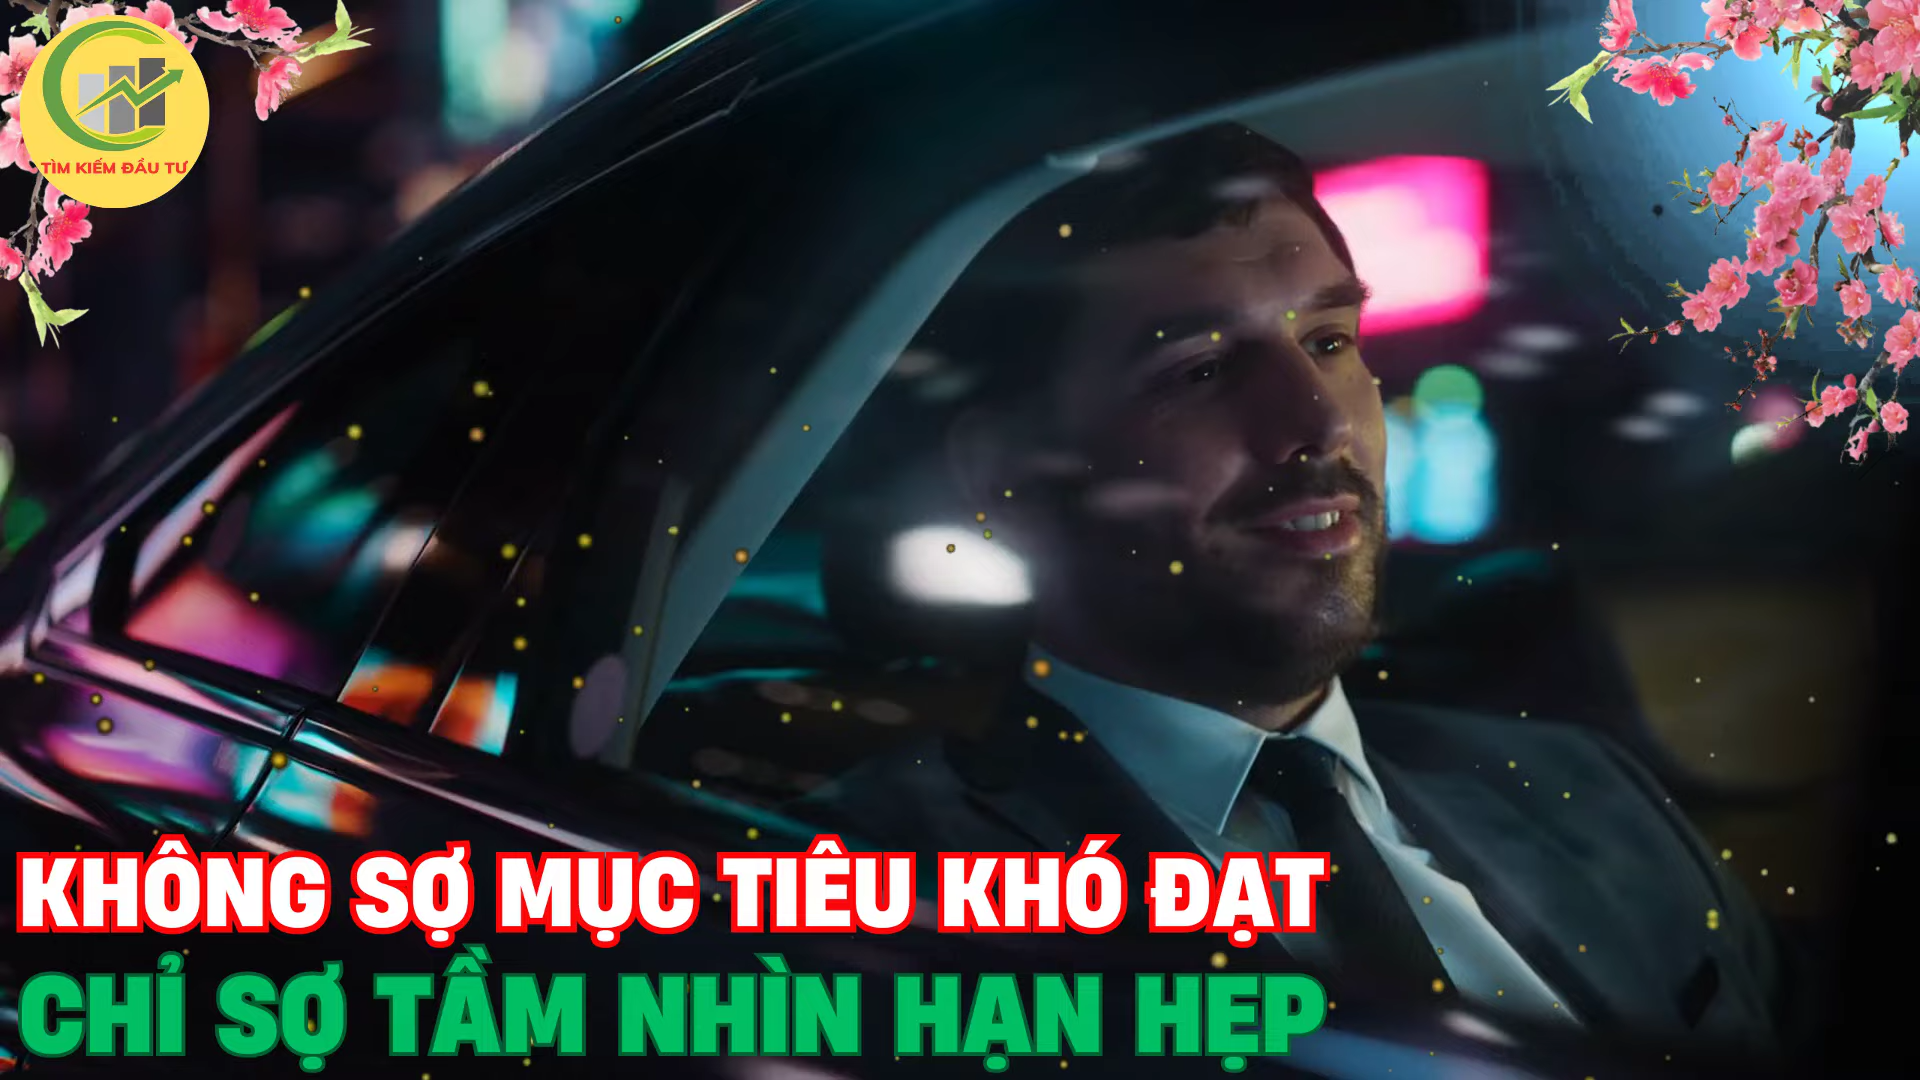 TÌM KIẾM ĐẦU TƯ
KHÔNG SỢ MỤC TIÊU KHÓ ĐẠT
CHỈ SỢ TẦM NHÌN HẠN HẸP